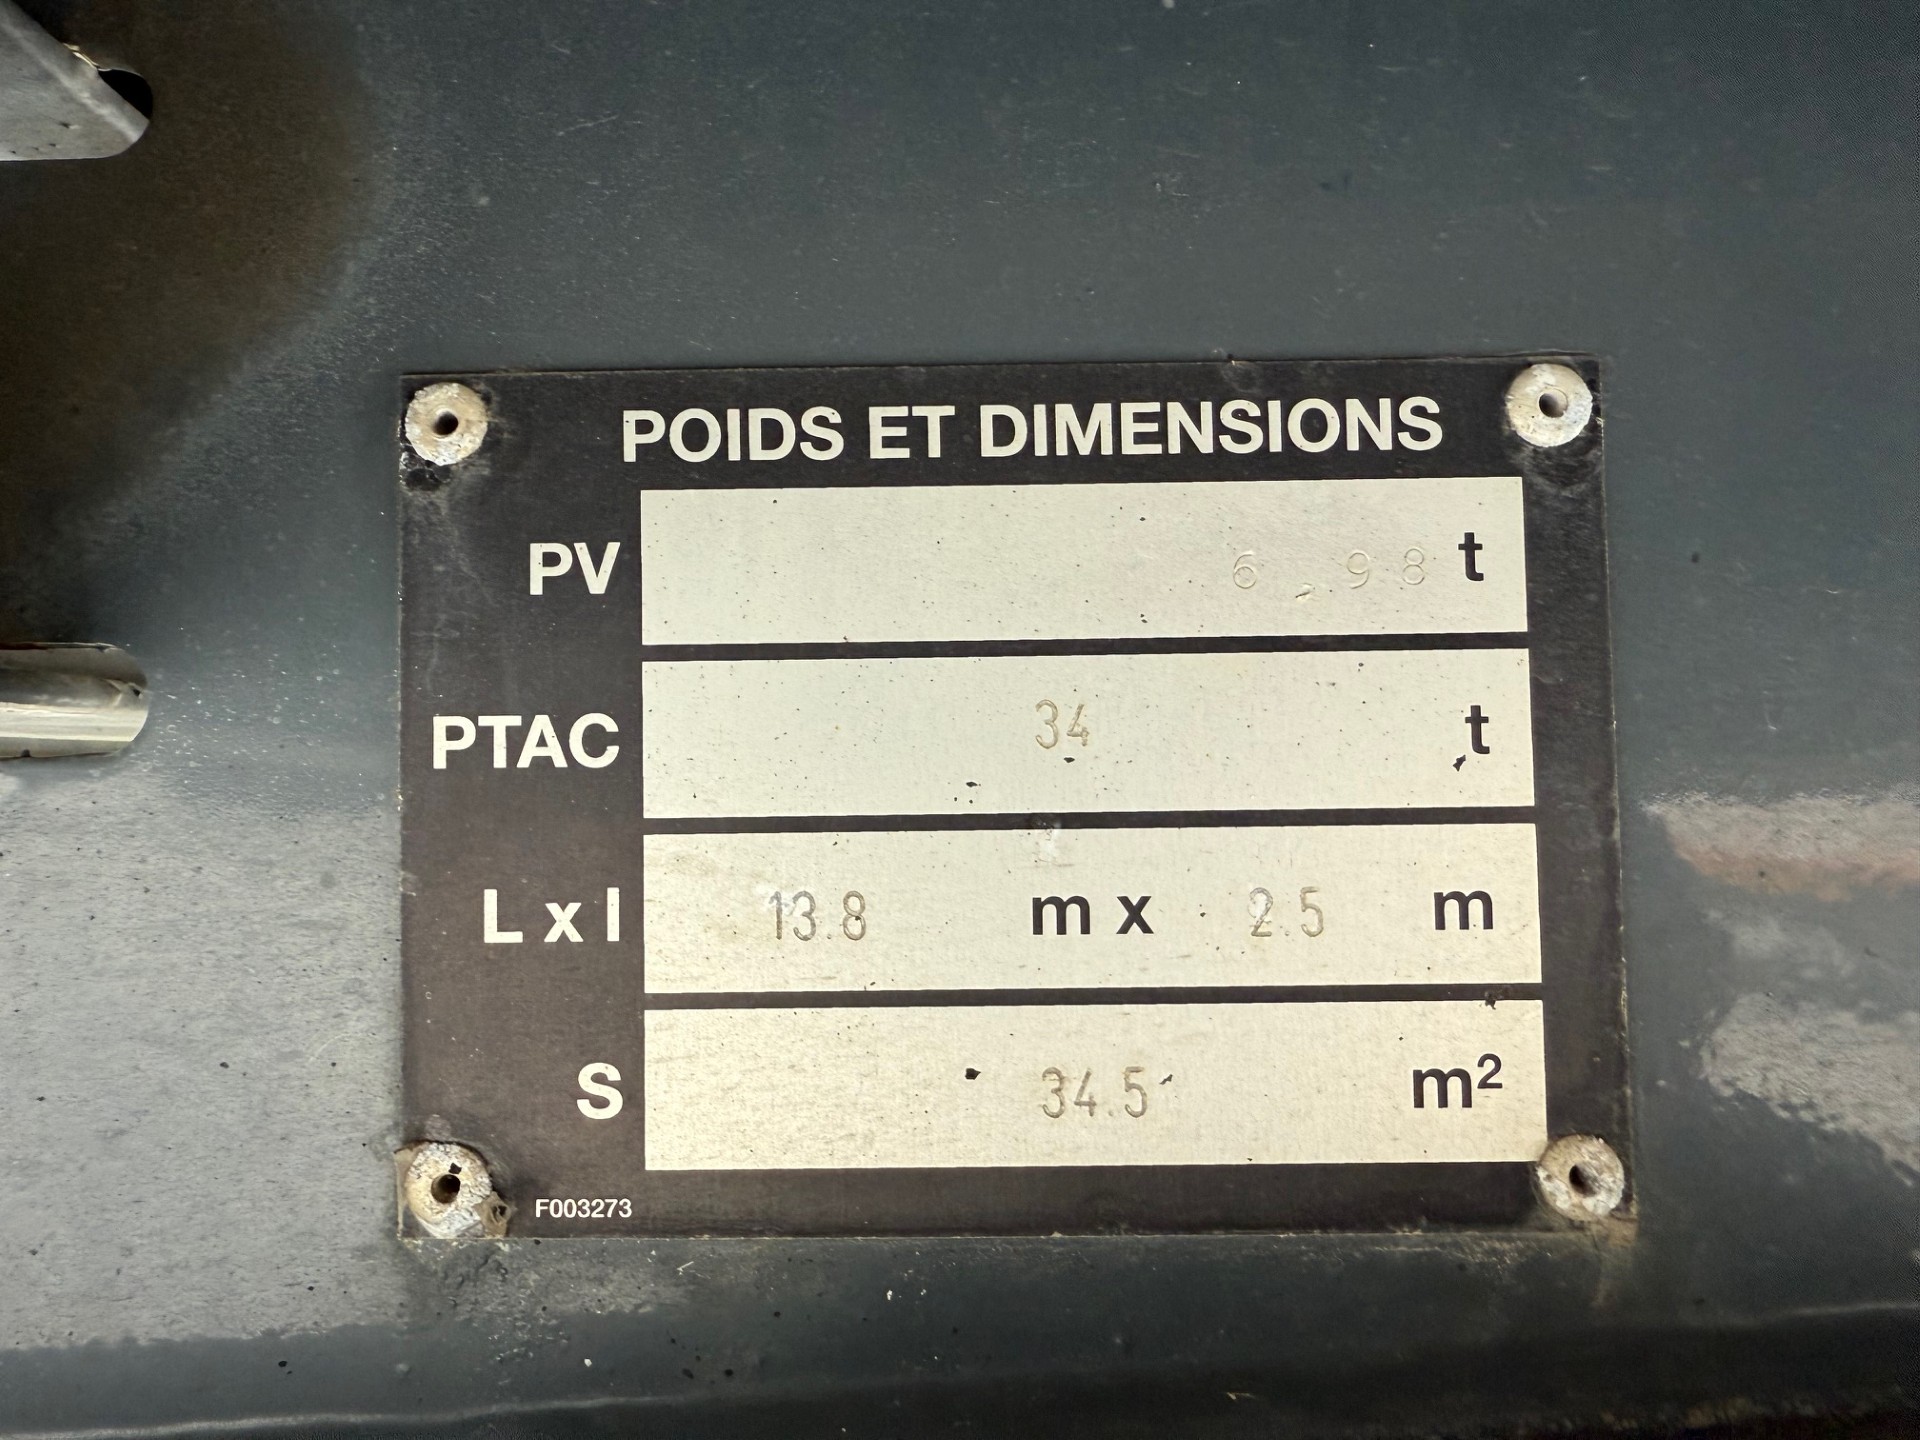 POIDS ET DIMENSIONS
PV 6,98 t
PTAC 34 t
L x l 13.8 m x 2.5 m
S 34.5 m²
F003273